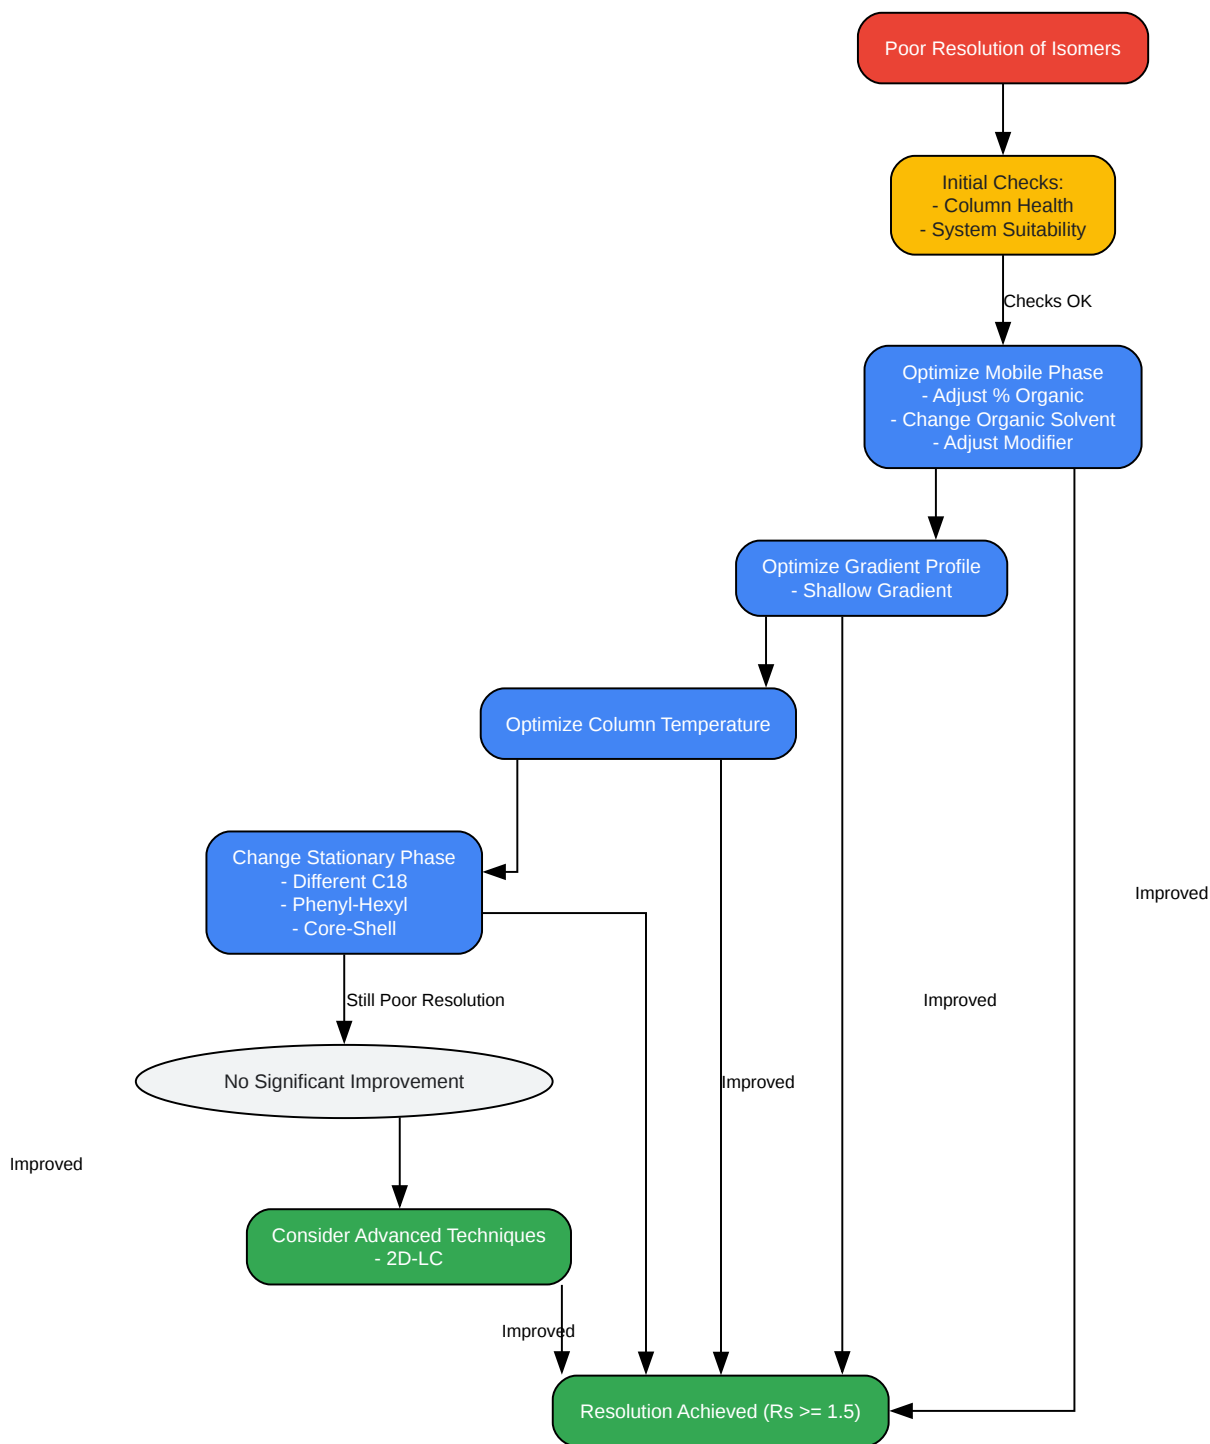 Poor Resolution of Isomers
Initial Checks:
- Column Health
- System Suitability
Checks OK
Optimize Mobile Phase
- Adjust % Organic
- Change Organic Solvent
- Adjust Modifier
Optimize Gradient Profile
- Shallow Gradient
Optimize Column Temperature
Change Stationary Phase
- Different C18
- Phenyl-Hexyl
- Core-Shell
Improved
Still Poor Resolution
Improved
No Significant Improvement
Improved
Improved
Consider Advanced Techniques
- 2D-LC
Improved
Resolution Achieved (Rs >= 1.5)